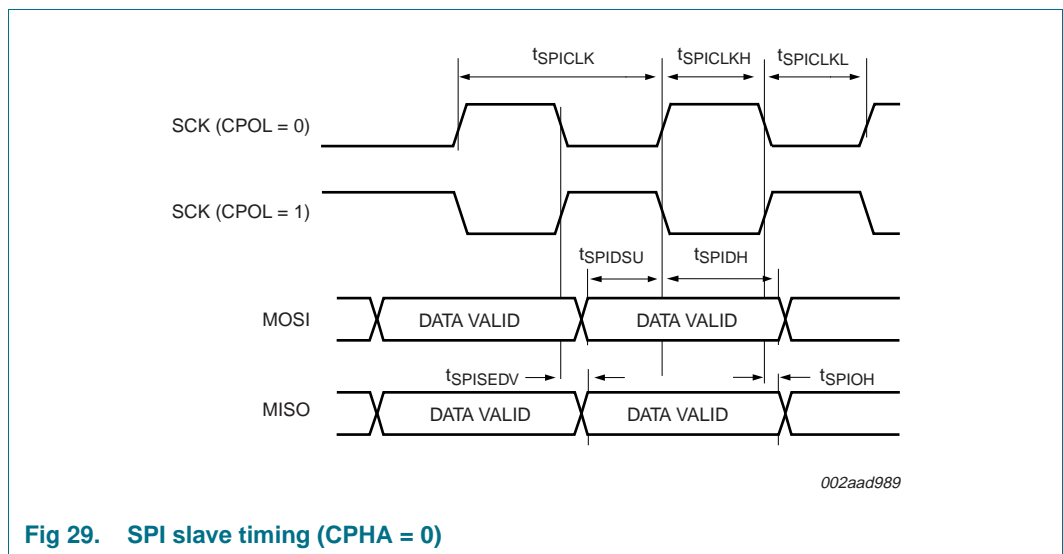 tSPICLK tSPICLKH tSPICLKL
SCK (CPOL = 0)
SCK (CPOL = 1)
tSPIDSU tSPIDH
MOSI DATA VALID DATA VALID
tSPISEDV tSPIOH
MISO DATA VALID DATA VALID
002aad989
Fig 29. SPI slave timing (CPHA = 0)